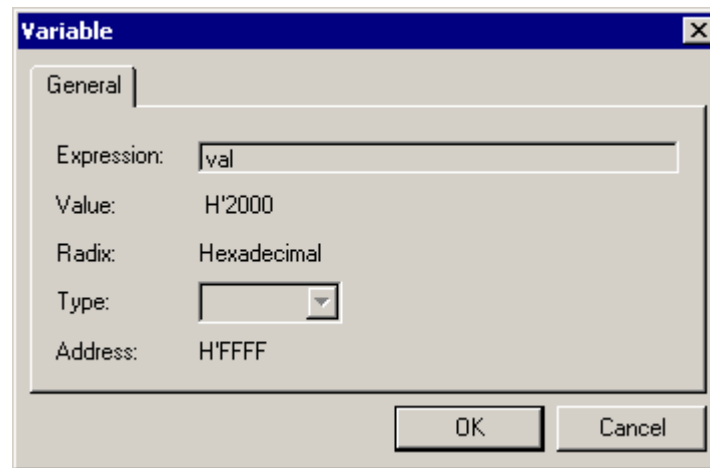 Variable
General
Expression: val
Value: H'2000
Radix: Hexadecimal
Type:
Address: H'FFFF
OK Cancel